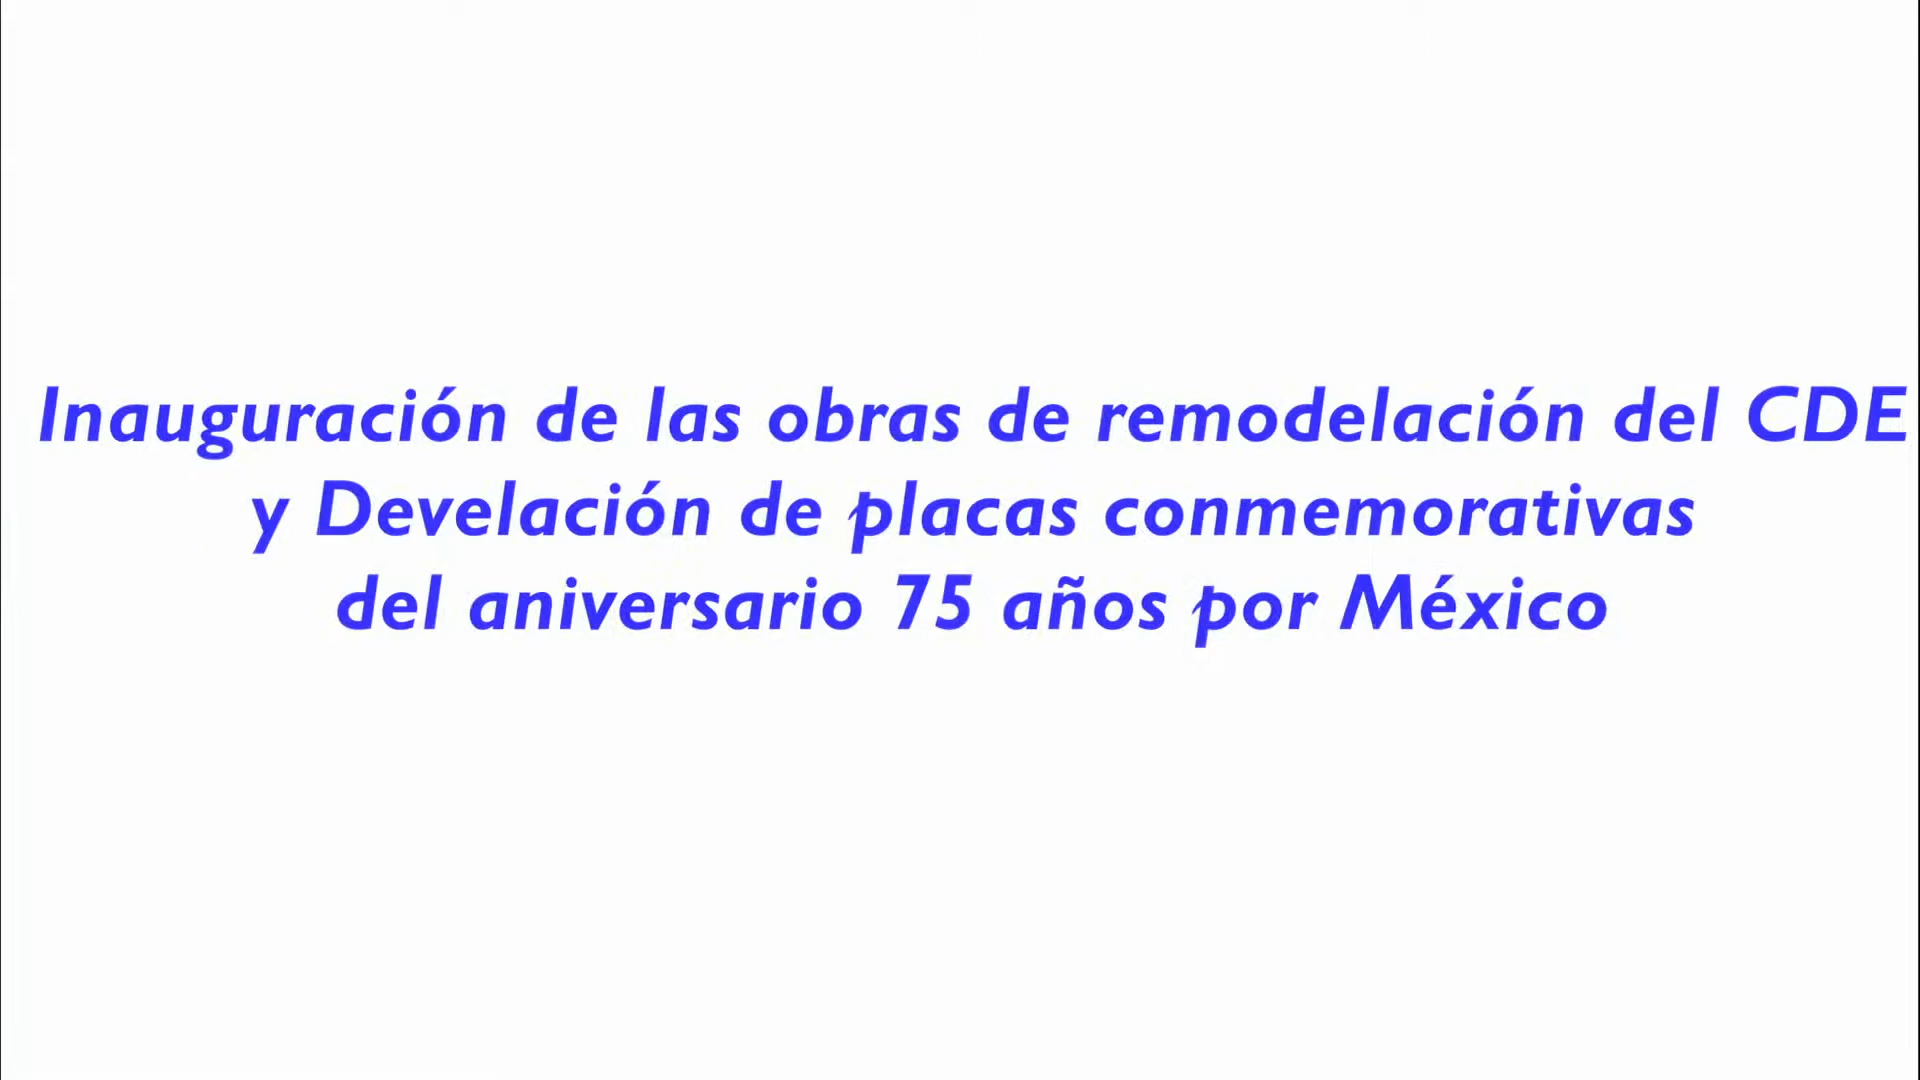 Inauguración de las obras de remodelación del CDE
y Develación de placas conmemorativas
del aniversario 75 años por México